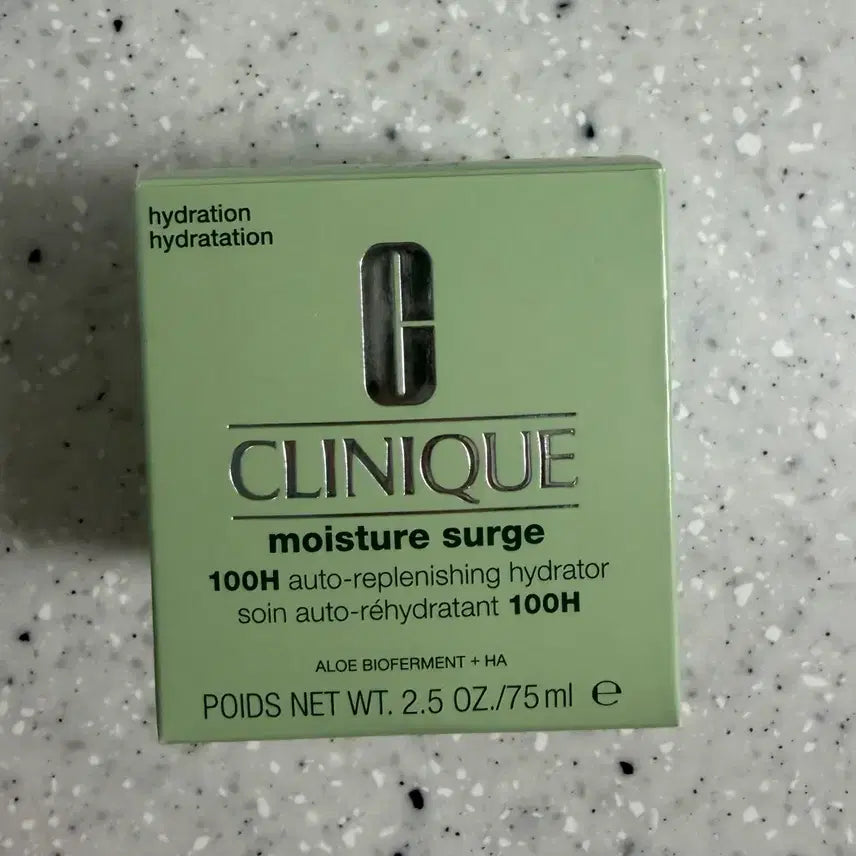 hydration
hydratation
C
CLINIQUE
moisture surge
100H auto-replenishing hydrator
soin auto-réhydratant 100H
ALOE BIOFERMENT + HA
POIDS NET WT. 2.5 OZ./75 ml ℮